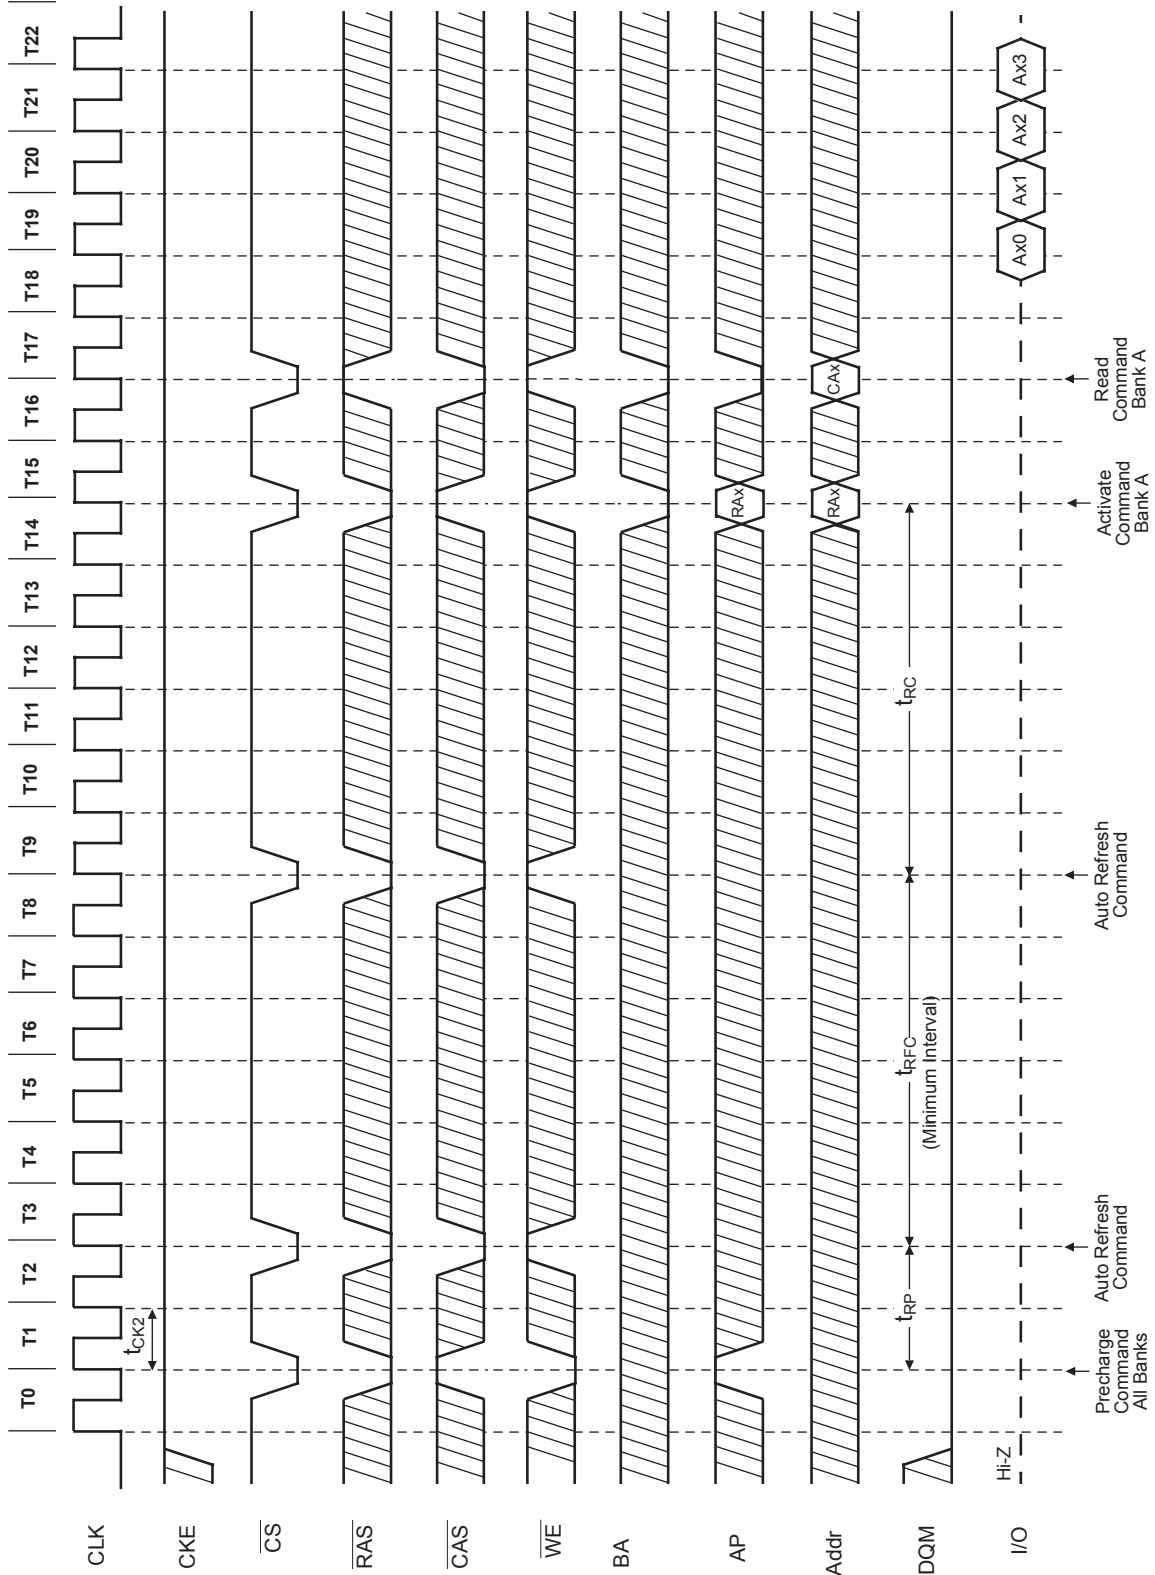 T0 T1 T2 T3 T4 T5 T6 T7 T8 T9 T10 T11 T12 T13 T14 T15 T16 T17 T18 T19 T20 T21 T22
CLK
tCK2
CKE
CS
RAS
CAS
WE
BA
AP
RAx
Addr
RAx CAx
DQM
tRP tRFC tRC
(Minimum Interval)
I/O
Hi-Z
Ax0 Ax1 Ax2 Ax3
Precharge
Command
All Banks
Auto Refresh
Command
Auto Refresh
Command
Activate
Command
Bank A
Read
Command
Bank A